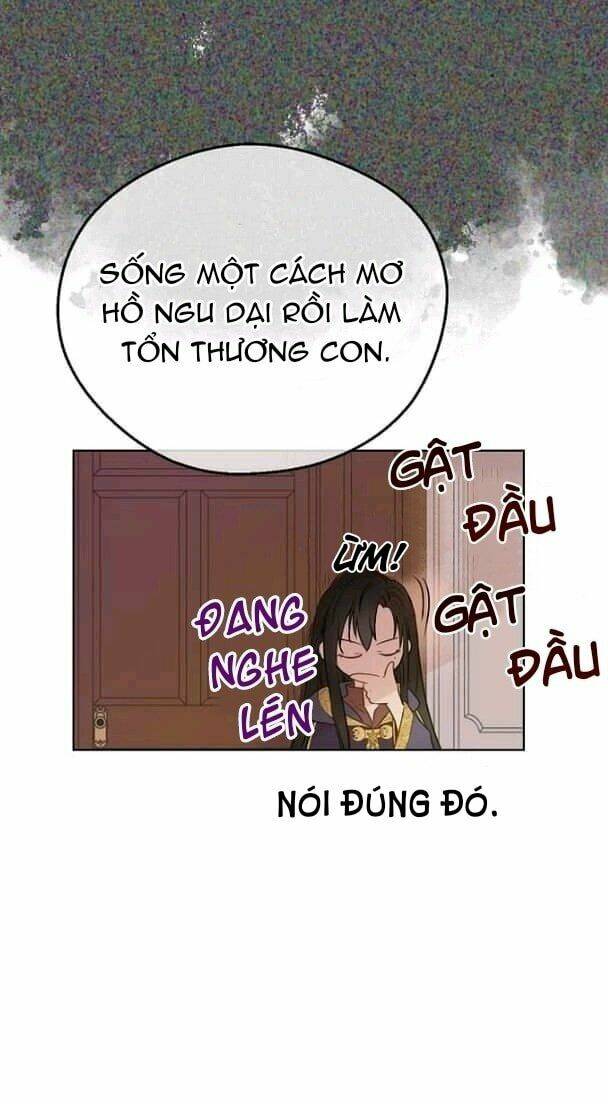 SỐNG MỘT CÁCH MƠ
HỒ NGU DẠI RỒI LÀM
TỔN THƯƠNG CON.
GẬT
ĐẦU
ỪM!
ĐANG
NGHE
LÉN
GẬT
ĐẦU
NÓI ĐÚNG ĐÓ.